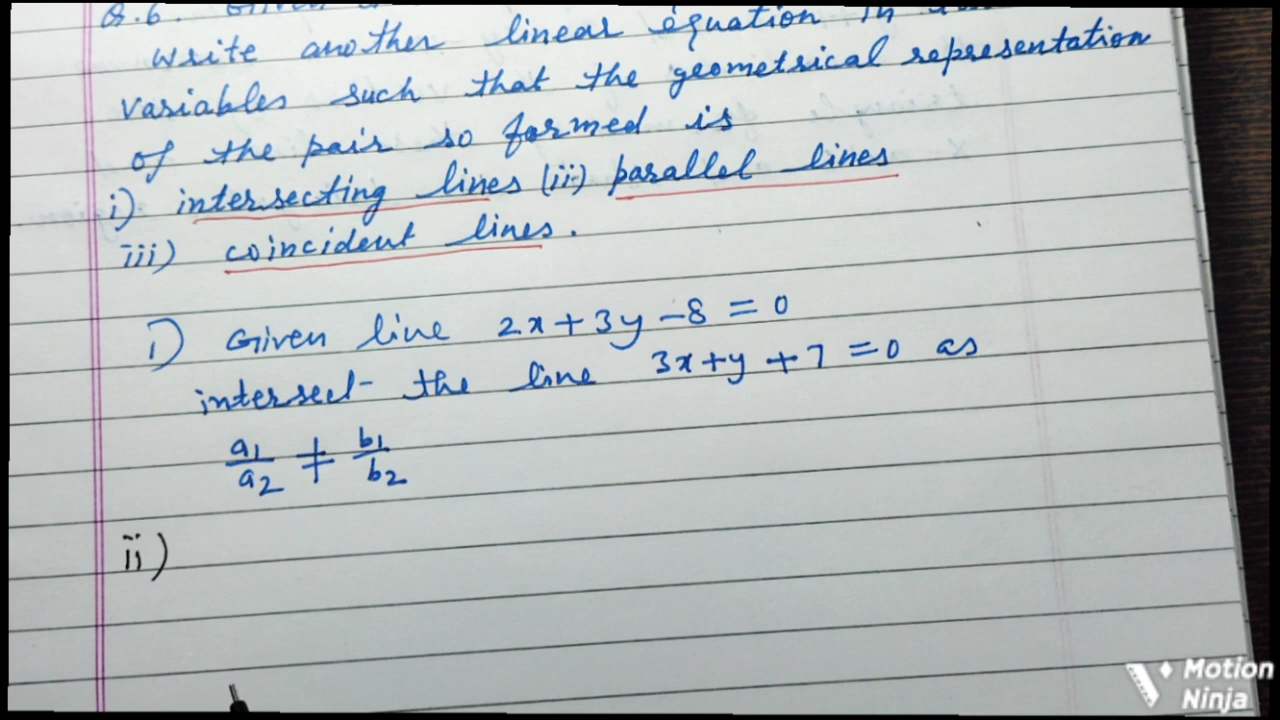 Q.6. Given
Write another linear equation in
variables such that the geometrical representation
of the pair so formed is
i) intersecting lines (ii) parallel lines
iii) coincident lines.
i) Given line 2x+3y-8=0
intersect the line 3x+y+7=0 as
a1/a2 ≠ b1/b2
ii)
Motion
Ninja